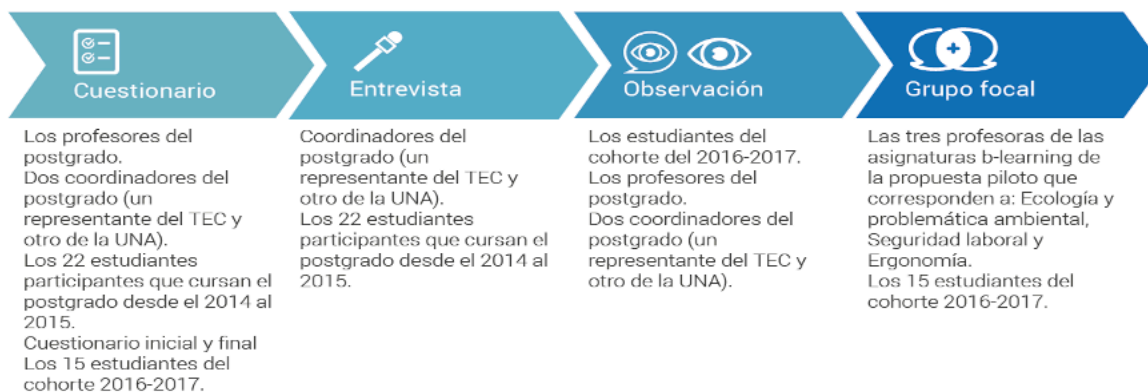 Cuestionario
Los profesores del
postgrado.
Dos coordinadores del
postgrado (un
representante del TEC y
otro de la UNA).
Los 22 estudiantes
participantes que cursan el
postgrado desde el 2014 al
2015.
Cuestionario inicial y final
Los 15 estudiantes del
cohorte 2016-2017.
Entrevista
Coordinadores del
postgrado (un
representante del TEC y
otro de la UNA).
Los 22 estudiantes
participantes que cursan el
postgrado desde el 2014 al
2015.
Observación
Los estudiantes del
cohorte del 2016-2017.
Los profesores del
postgrado.
Dos coordinadores del
postgrado (un
representante del TEC y
otro de la UNA).
Grupo focal
Las tres profesoras de las
asignaturas b-learning de
la propuesta piloto que
corresponden a: Ecología y
problemática ambiental,
Seguridad laboral y
Ergonomía.
Los 15 estudiantes del
cohorte 2016-2017.